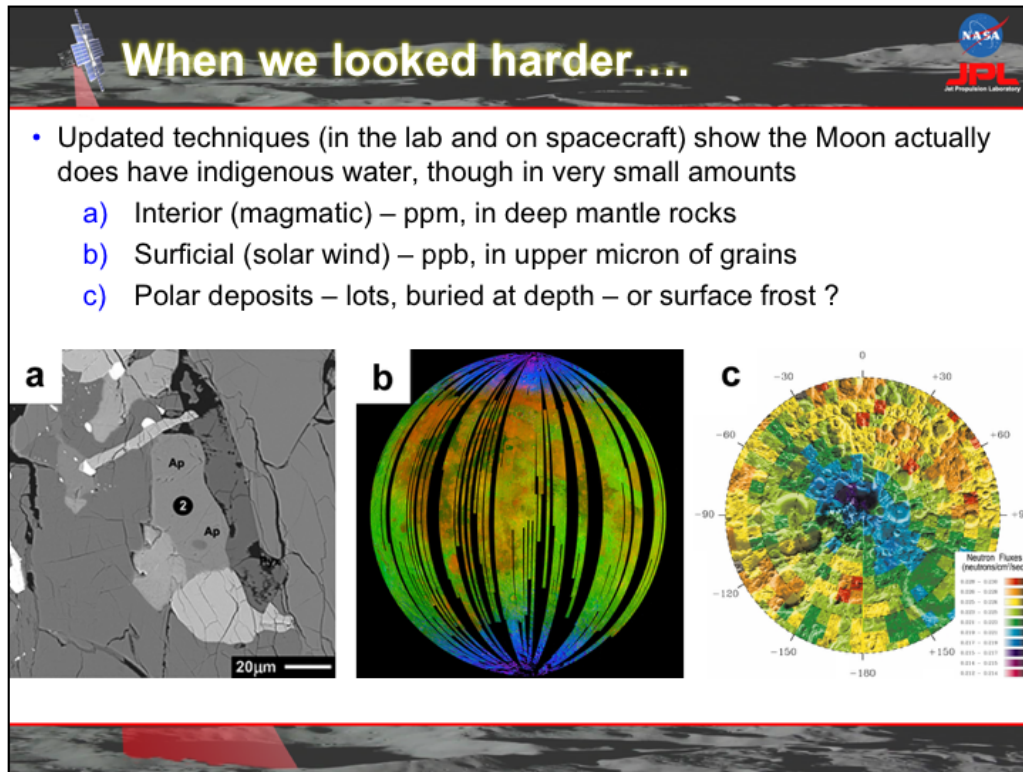 When we looked harder….
NASA
JPL
Jet Propulsion Laboratory
• Updated techniques (in the lab and on spacecraft) show the Moon actually
does have indigenous water, though in very small amounts
a) Interior (magmatic) – ppm, in deep mantle rocks
b) Surficial (solar wind) – ppb, in upper micron of grains
c) Polar deposits – lots, buried at depth – or surface frost ?
a
Ap
2
Ap
20µm
b
c
0
-30
+30
-60
+60
-90
-120
-150
+150
-180
Neutron Fluxes